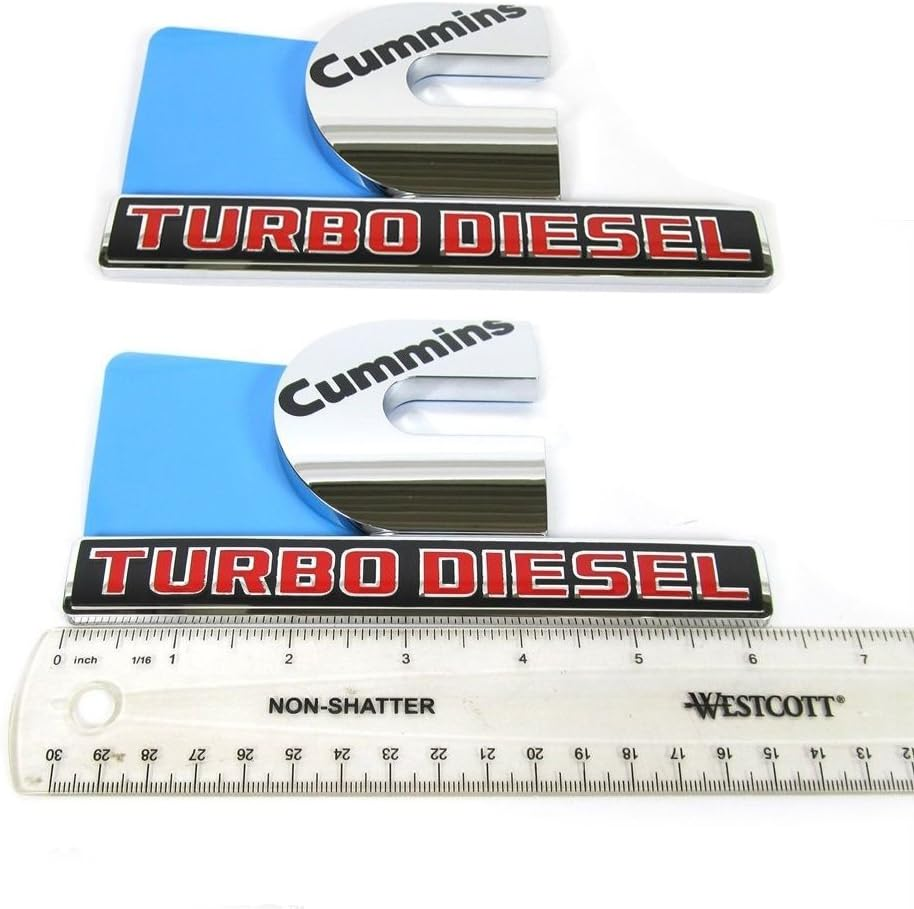 Cummins
TURBO DIESEL
Cummins
TURBO DIESEL
0 inch 1/16 1 2 3 4 5 6 7
NON-SHATTER WESTCOTT®
30 29 28 27 26 25 24 23 22 21 20 19 18 17 16 15 14 13 12